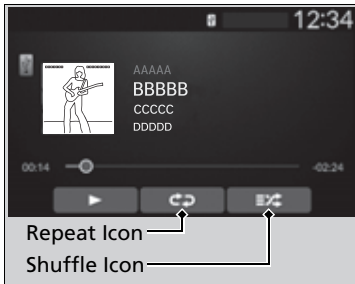 12:34
AAAAA
BBBBB
CCCCC
DDDDD
00:14
-02:24
Repeat Icon
Shuffle Icon